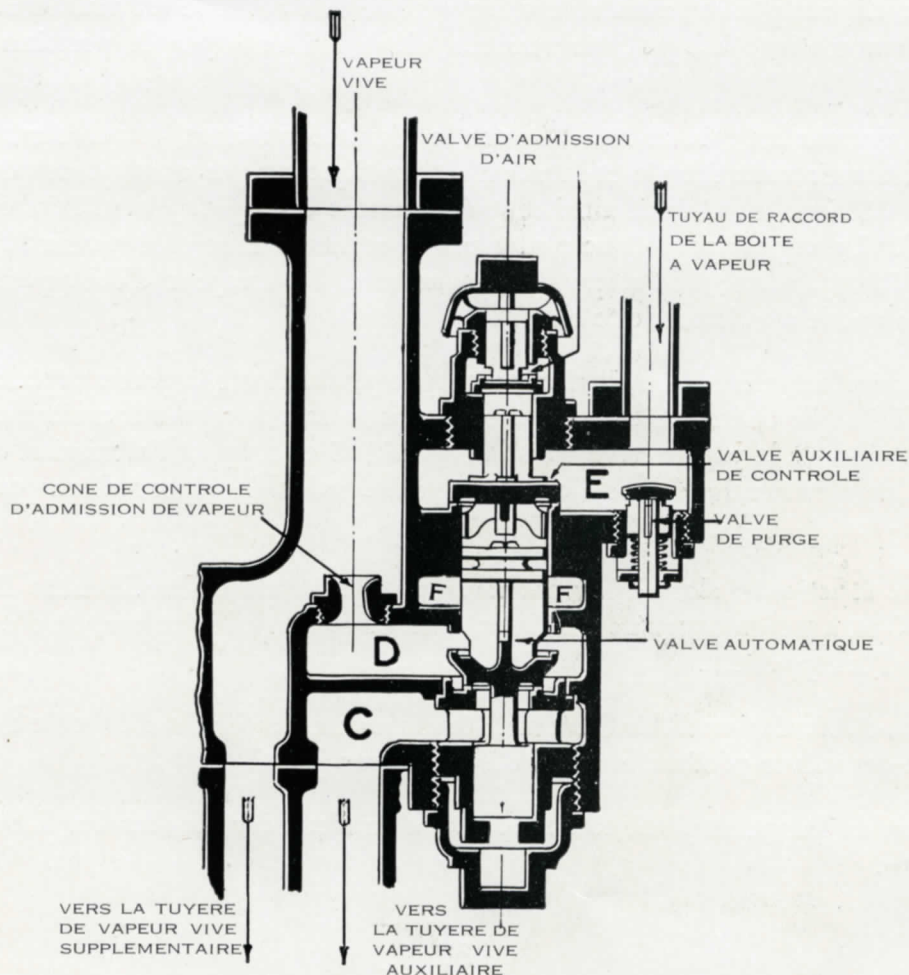 VAPEUR
VIVE
VALVE D'ADMISSION
D'AIR
TUYAU DE RACCORD
DE LA BOITE
A VAPEUR
VALVE AUXILIAIRE
DE CONTROLE
E
CONE DE CONTROLE
D'ADMISSION DE VAPEUR
VALVE
DE PURGE
F
F
D
VALVE AUTOMATIQUE
C
VERS LA TUYERE
DE VAPEUR VIVE
SUPPLEMENTAIRE
VERS
LA TUYERE DE
VAPEUR VIVE
AUXILIAIRE